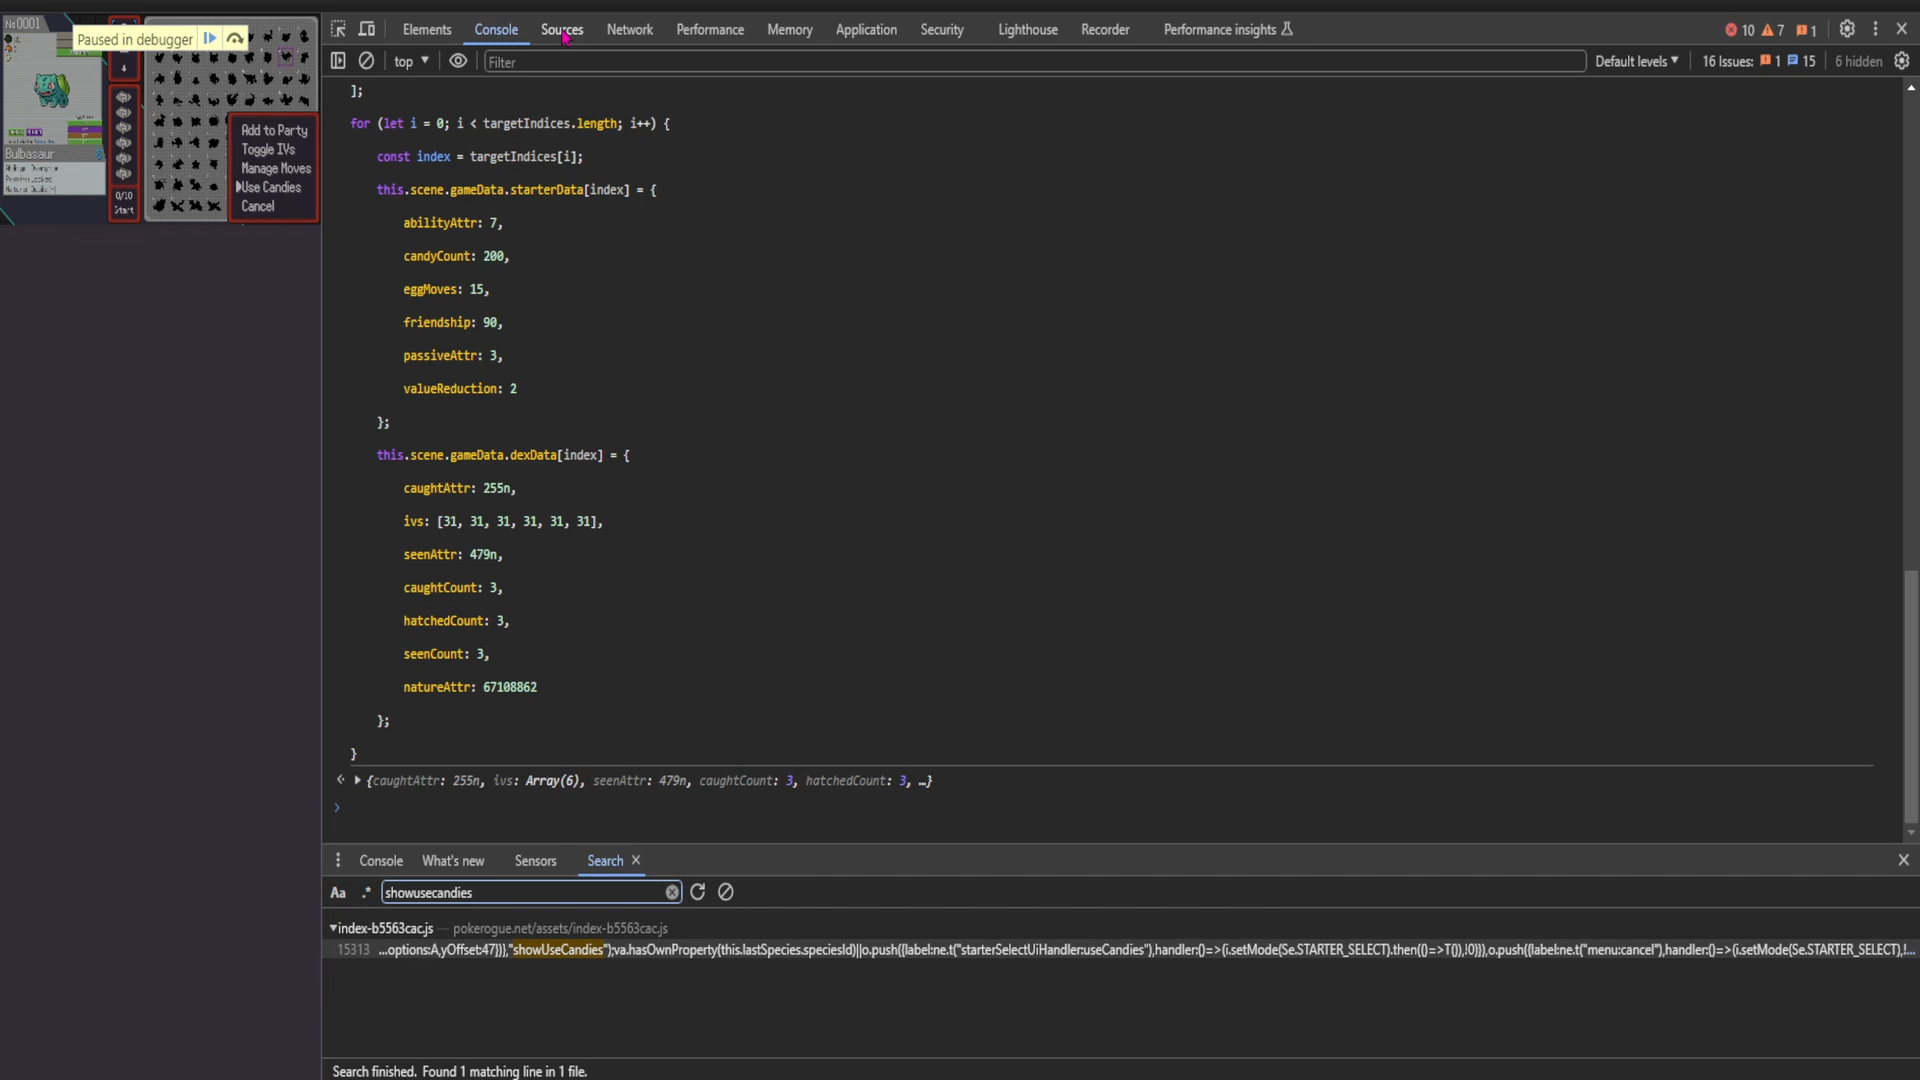 No0001
Paused in debugger
Bulbasaur
0/10
Start
Add to Party
Toggle IVs
Manage Moves
Use Candies
Cancel
Elements
Console
Sources
Network
Performance
Memory
Application
Security
Lighthouse
Recorder
Performance insights
10
7
1
top
Filter
Default levels
16 Issues:
1
15
6 hidden
];
for (let i = 0; i < targetIndices.length; i++) {
const index = targetIndices[i];
this.scene.gameData.starterData[index] = {
abilityAttr: 7,
candyCount: 200,
eggMoves: 15,
friendship: 90,
passiveAttr: 3,
valueReduction: 2
};
this.scene.gameData.dexData[index] = {
caughtAttr: 255n,
ivs: [31, 31, 31, 31, 31, 31],
seenAttr: 479n,
caughtCount: 3,
hatchedCount: 3,
seenCount: 3,
natureAttr: 67108862
};
}
{caughtAttr: 255n, ivs: Array(6), seenAttr: 479n, caughtCount: 3, hatchedCount: 3, …}
Console
What's new
Sensors
Search
Aa
.*
showusecandies
index-b5563cac.js — pokerogue.net/assets/index-b5563cac.js
15313 …options:A,yOffset:47})},"showUseCandies");va.hasOwnProperty(this.lastSpecies.speciesId)||o.push({label:ne.t("starterSelectUiHandler:useCandies"),handler:()=>(i.setMode(Se.STARTER_SELECT).then(()=>T()),!0)}),o.push({label:ne.t("menu:cancel"),handler:()=>(i.setMode(Se.STARTER_SELECT),!…
Search finished. Found 1 matching line in 1 file.